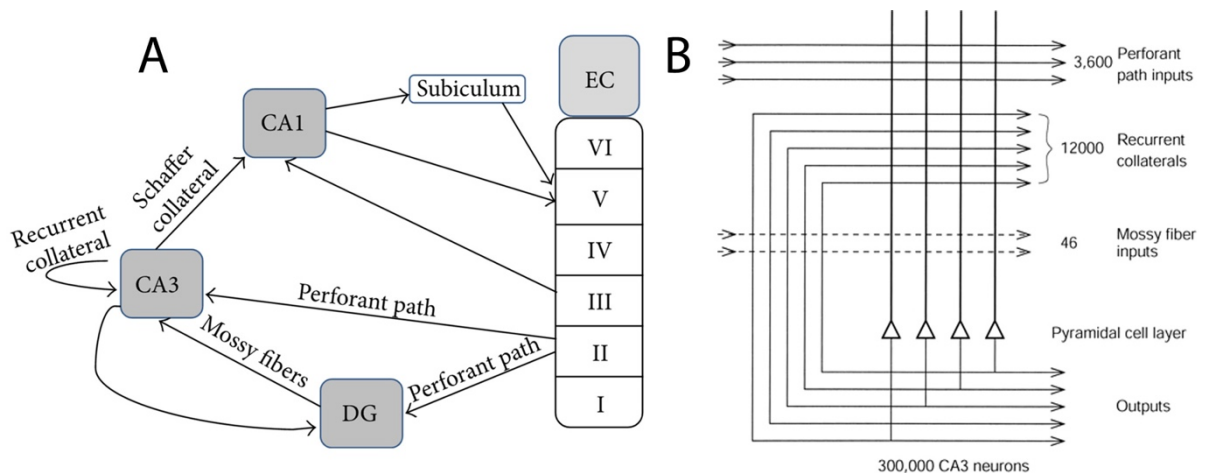 A
EC
Subiculum
CA1
VI
V
IV
III
II
I
Schaffer
collateral
Recurrent
collateral
CA3
Perforant path
Mossy fibers
Perforant path
DG
B
3,600
Perforant
path inputs
12000
Recurrent
collaterals
46
Mossy fiber
inputs
Pyramidal cell layer
Outputs
300,000 CA3 neurons